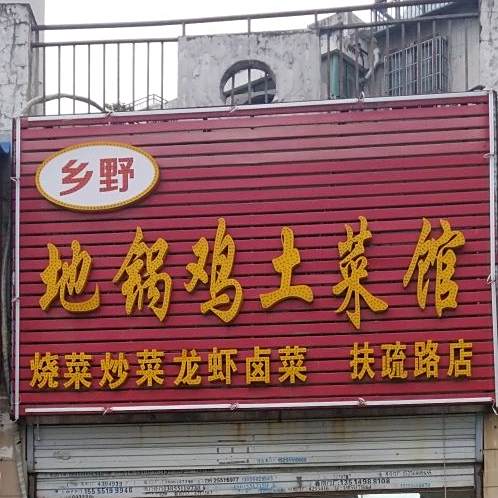 乡野
地锅鸡土菜馆
烧菜炒菜龙虾卤菜 扶疏路店